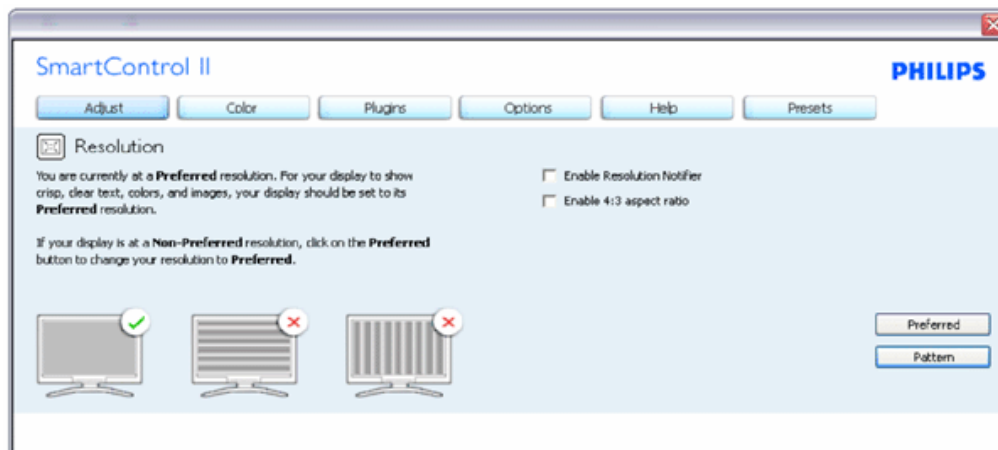 SmartControl II
PHILIPS
Adjust
Color
Plugins
Options
Help
Presets
Resolution
You are currently at a Preferred resolution. For your display to show
crisp, clear text, colors, and images, your display should be set to its
Preferred resolution.
If your display is at a Non-Preferred resolution, click on the Preferred
button to change your resolution to Preferred.
Enable Resolution Notifier
Enable 4:3 aspect ratio
Preferred
Pattern